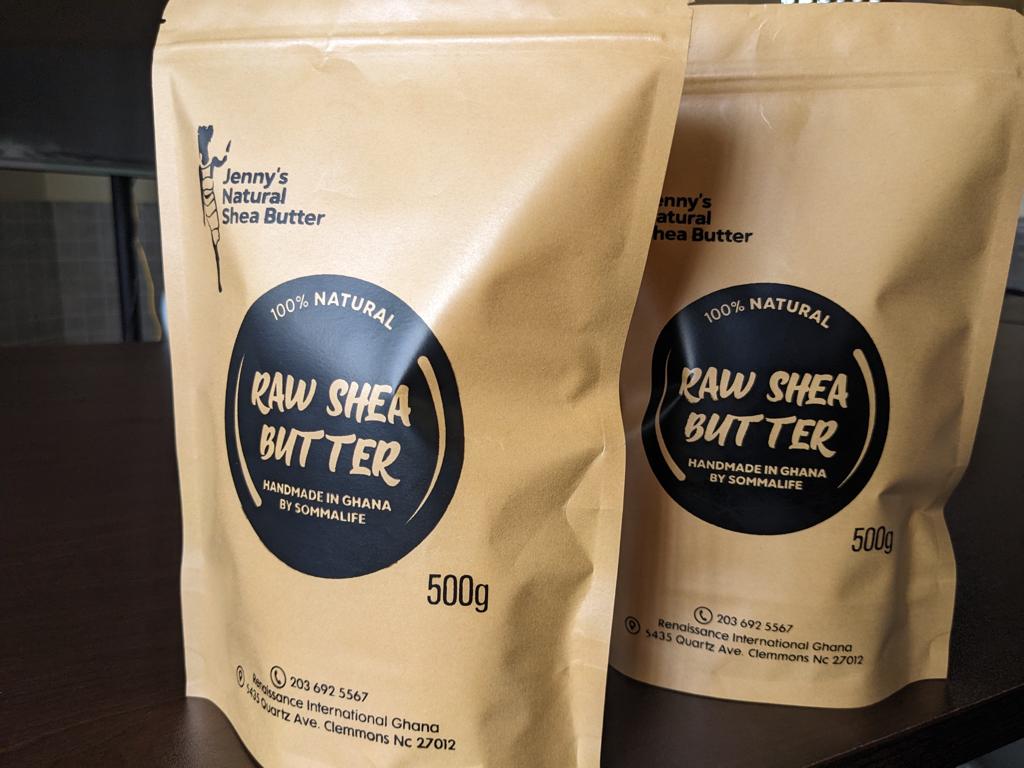 Jenny's
Natural
Shea Butter
100% NATURAL
RAW SHEA
BUTTER
HANDMADE IN GHANA
BY SOMMALIFE
500g
203 692 5567
Renaissance International Ghana
5435 Quartz Ave. Clemmons Nc 27012
enny's
atural
hea Butter
100% NATURAL
RAW SHEA
BUTTER
HANDMADE IN GHANA
BY SOMMALIFE
500g
203 692 5567
Renaissance International Ghana
5435 Quartz Ave. Clemmons Nc 27012